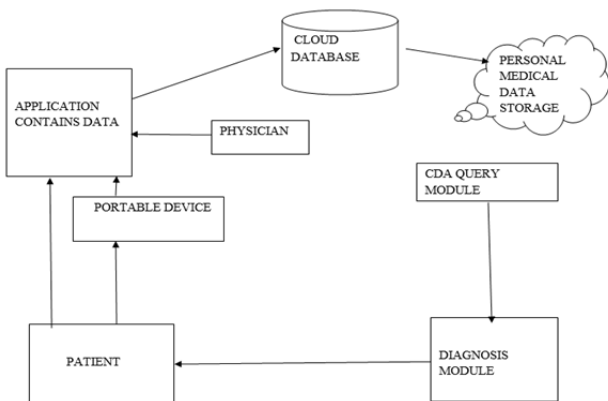 CLOUD
DATABASE
PERSONAL
MEDICAL
DATA
STORAGE
APPLICATION
CONTAINS DATA
PHYSICIAN
CDA QUERY
MODULE
PORTABLE DEVICE
PATIENT
DIAGNOSIS
MODULE